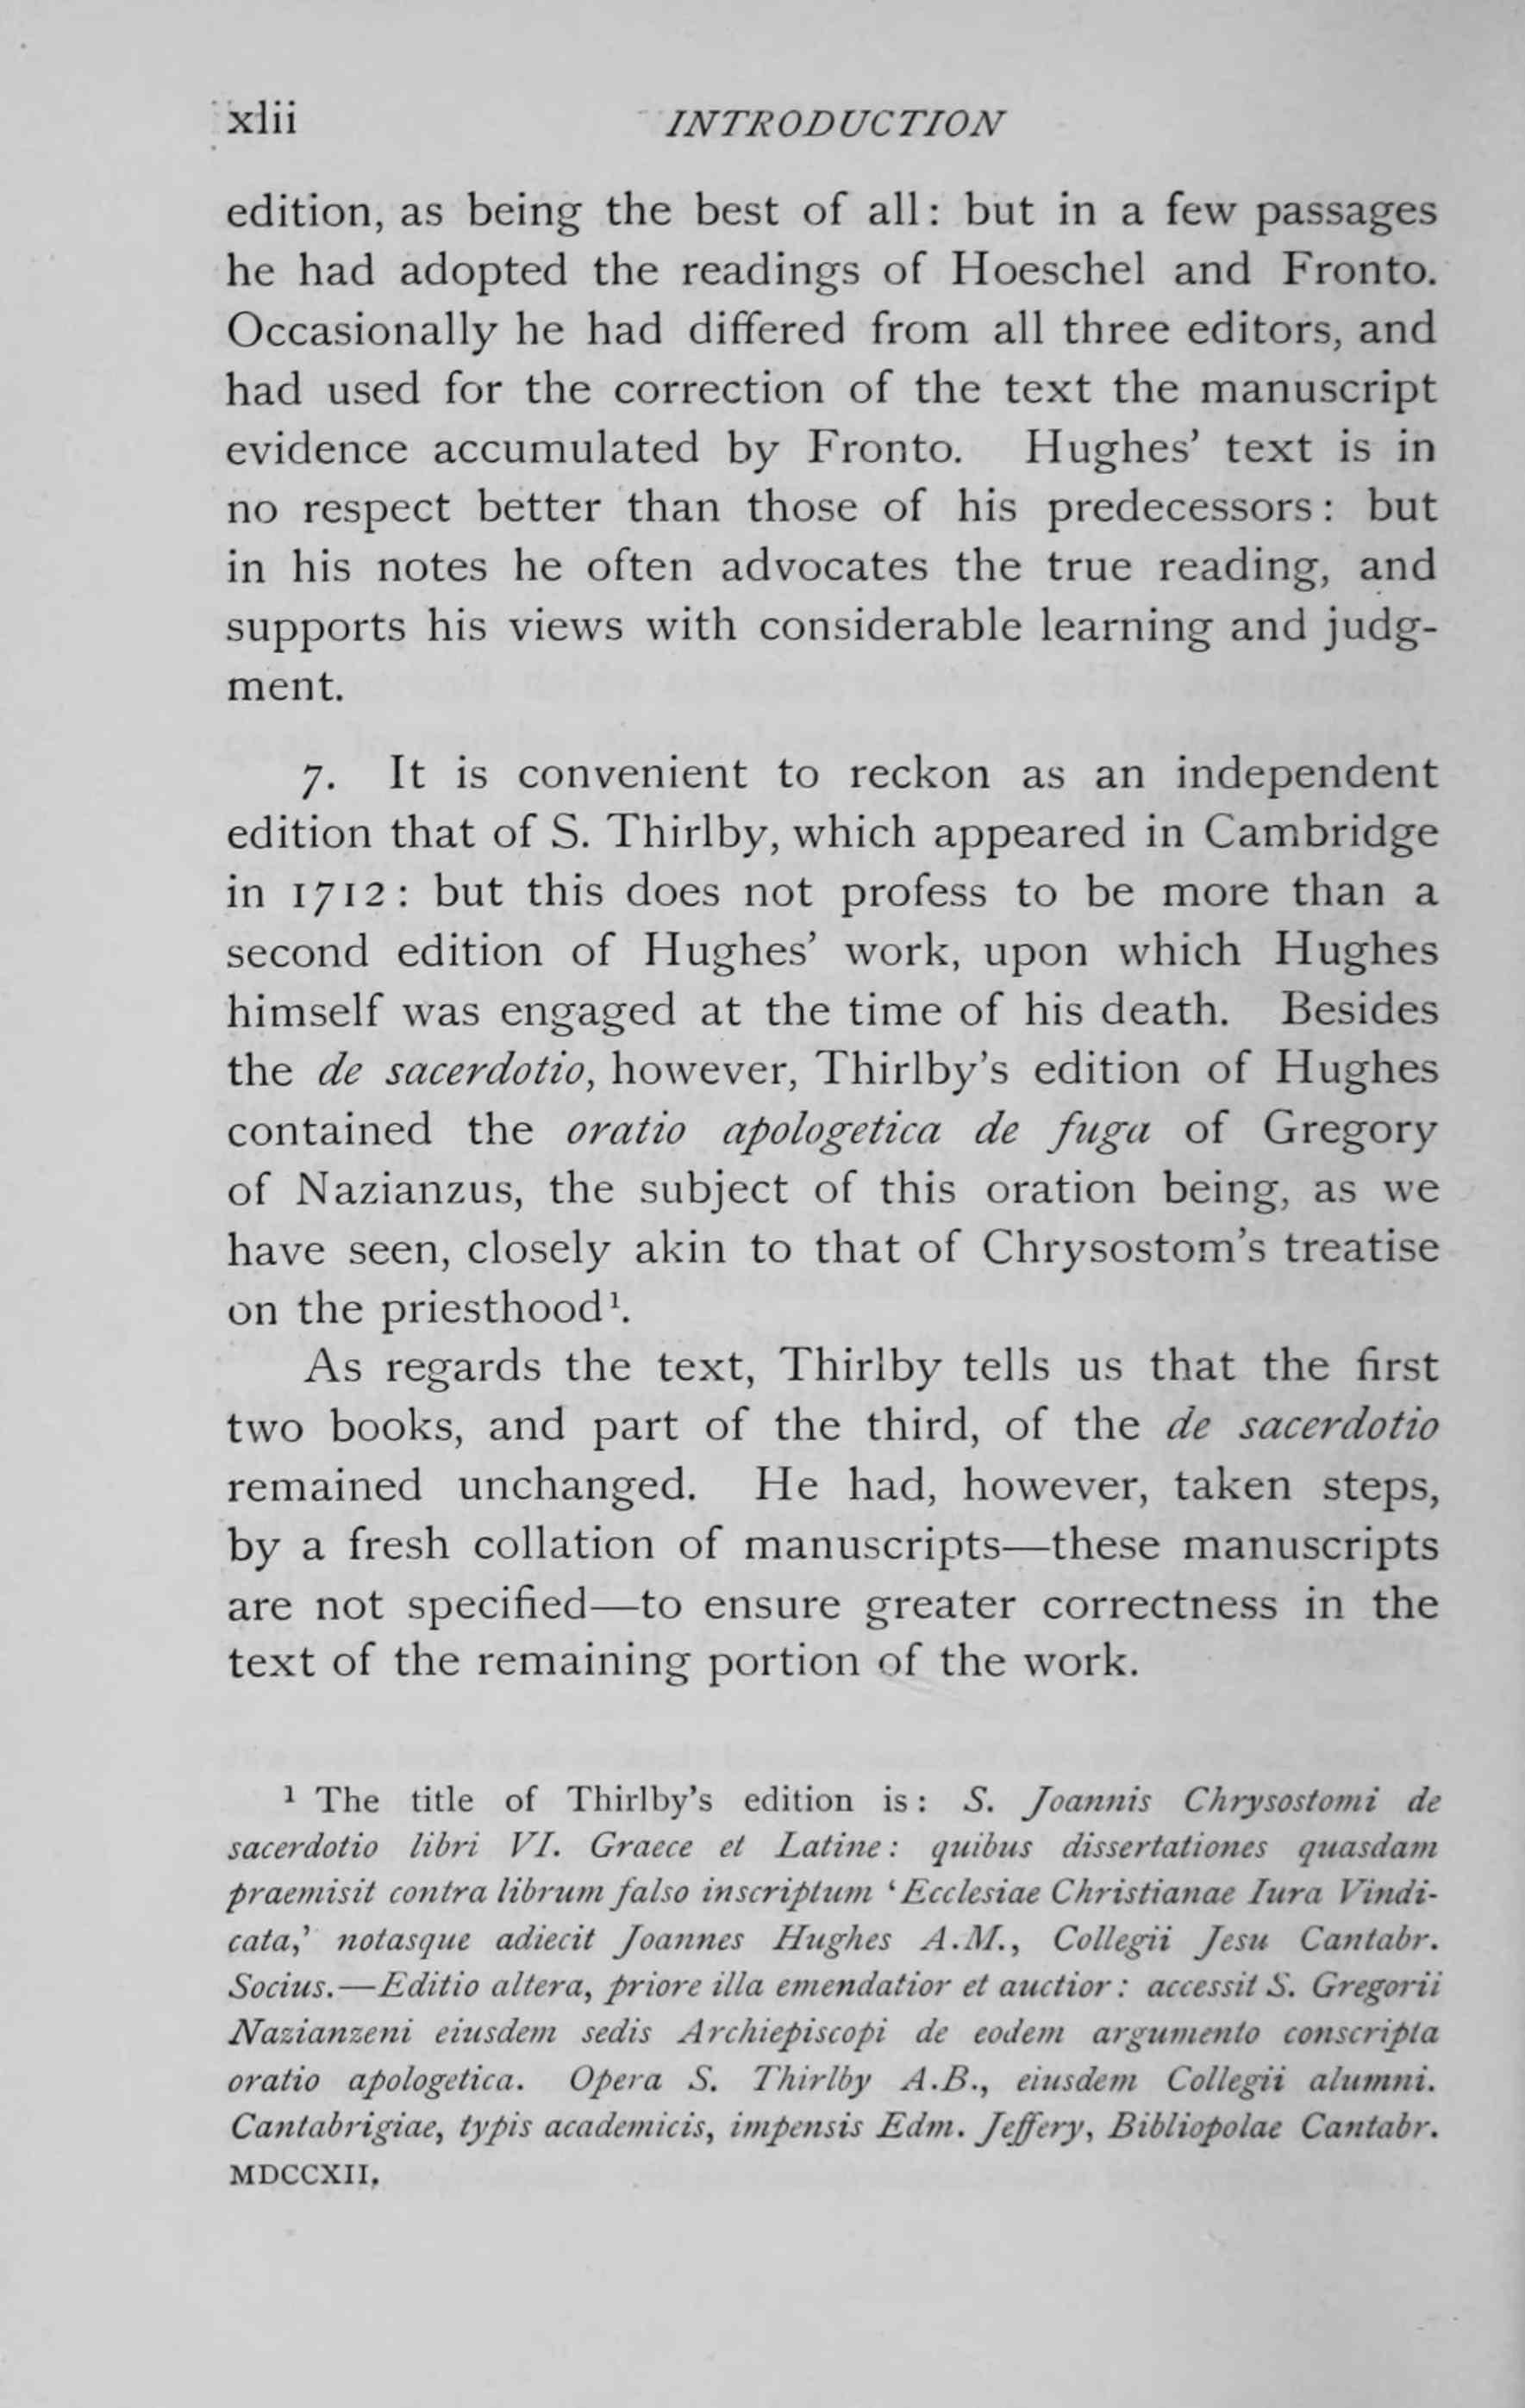 xlii INTRODUCTION
edition, as being the best of all: but in a few passages
he had adopted the readings of Hoeschel and Fronto.
Occasionally he had differed from all three editors, and
had used for the correction of the text the manuscript
evidence accumulated by Fronto. Hughes' text is in
no respect better than those of his predecessors: but
in his notes he often advocates the true reading, and
supports his views with considerable learning and judg-
ment.
7. It is convenient to reckon as an independent
edition that of S. Thirlby, which appeared in Cambridge
in 1712: but this does not profess to be more than a
second edition of Hughes' work, upon which Hughes
himself was engaged at the time of his death. Besides
the de sacerdotio, however, Thirlby's edition of Hughes
contained the oratio apologetica de fuga of Gregory
of Nazianzus, the subject of this oration being, as we
have seen, closely akin to that of Chrysostom's treatise
on the priesthood¹.
As regards the text, Thirlby tells us that the first
two books, and part of the third, of the de sacerdotio
remained unchanged. He had, however, taken steps,
by a fresh collation of manuscripts—these manuscripts
are not specified—to ensure greater correctness in the
text of the remaining portion of the work.
¹ The title of Thirlby's edition is: S. Joannis Chrysostomi de
sacerdotio libri VI. Graece et Latine: quibus dissertationes quasdam
praemisit contra librum falso inscriptum 'Ecclesiae Christianae Iura Vindi-
cata,' notasque adiecit Joannes Hughes A.M., Collegii Jesu Cantabr.
Socius.—Editio altera, priore illa emendatior et auctior: accessit S. Gregorii
Nazianzeni eiusdem sedis Archiepiscopi de eodem argumento conscripta
oratio apologetica. Opera S. Thirlby A.B., eiusdem Collegii alumni.
Cantabrigiae, typis academicis, impensis Edm. Jeffery, Bibliopolae Cantabr.
MDCCXII.